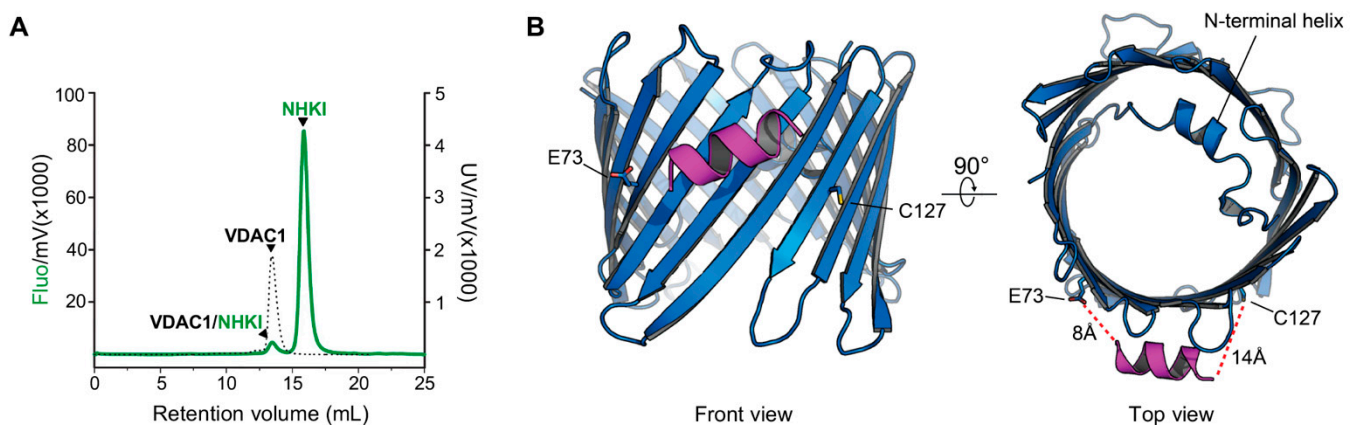 A
Fluo/mV(x1000)
100
80
60
40
20
NHKI
VDAC1
VDAC1/NHKI
5
4
3
2
1
UV/mV(x1000)
0
5
10
15
20
25
Retention volume (mL)
B
E73
C127
Front view
90°
N-terminal helix
E73
C127
8Å
14Å
Top view